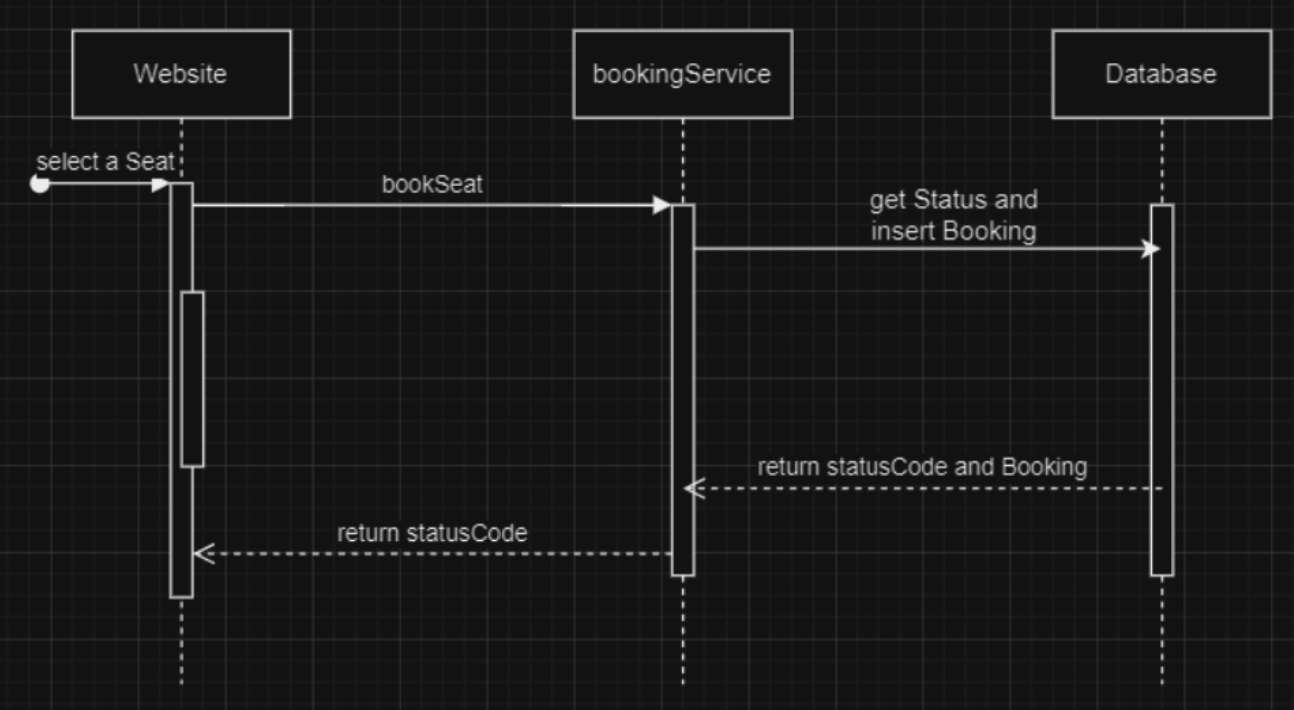 Website
bookingService
Database
select a Seat
bookSeat
get Status and
insert Booking
return statusCode and Booking
return statusCode